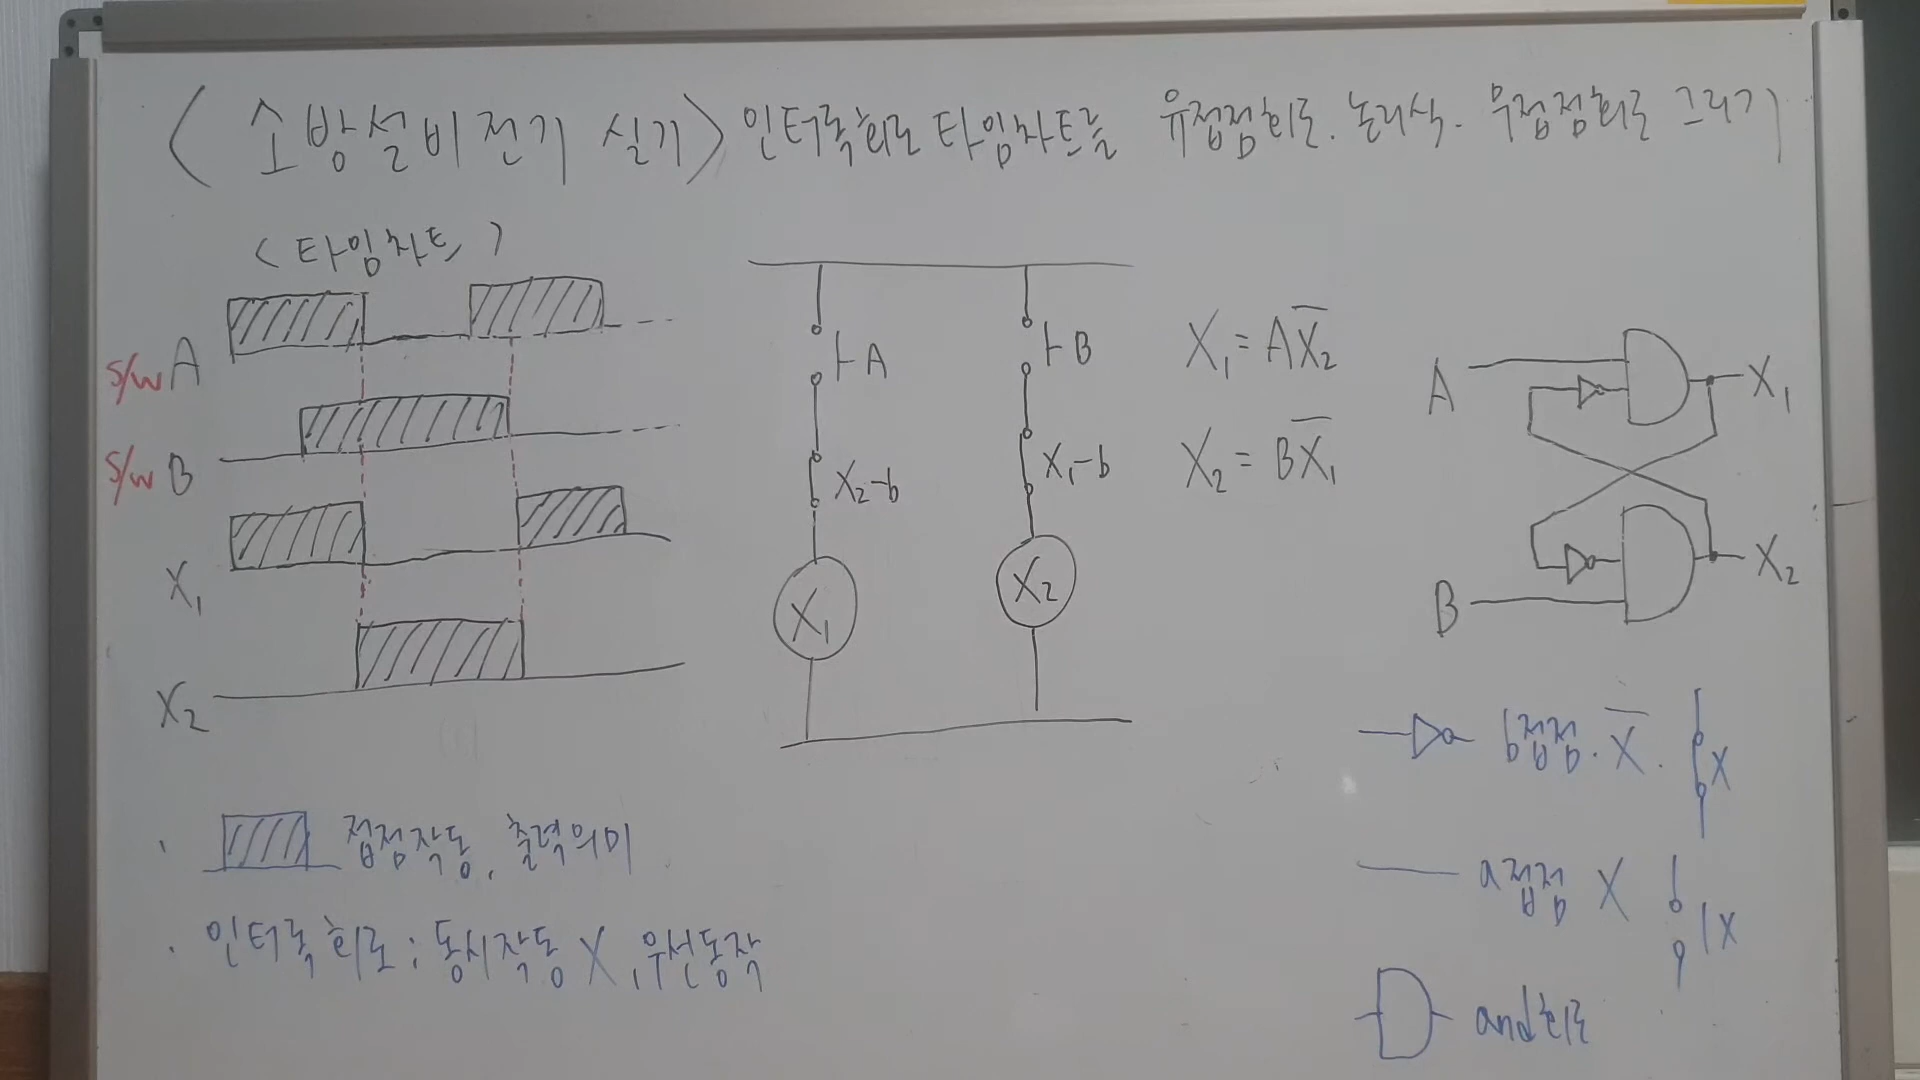 <소방설비전기 실기> 인터록회로 타임차트를 유접점회로. 논리식. 무접점회로 그리기
<타임차트>
S/W A
S/W B
X₁
X₂
A
X₂-b
X₁
B
X₁-b
X₂
X₁ = AX̅₂
X₂ = BX̅₁
A
X₁
B
X₂
b접점. X̅. X
a접점 X X
and회로
· 접점작동, 출력의미
· 인터록회로 : 동시작동 X, 우선동작